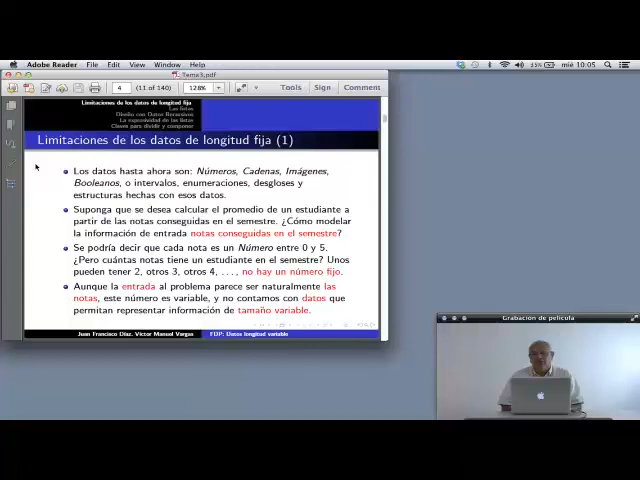 Adobe Reader File Edit View Window Help
35% mié 10:05
Tema3.pdf
4 (11 of 140) 128% Tools Sign Comment
Limitaciones de los datos de longitud fija
Las listas
Diseño con Datos Recursivos
La expresividad de las listas
Claves para dividir y componer
Limitaciones de los datos de longitud fija (1)
Los datos hasta ahora son: Números, Cadenas, Imágenes,
Booleanos, o intervalos, enumeraciones, desgloses y
estructuras hechas con esos datos.
Suponga que se desea calcular el promedio de un estudiante a
partir de las notas conseguidas en el semestre. ¿Cómo modelar
la información de entrada notas conseguidas en el semestre?
Se podría decir que cada nota es un Número entre 0 y 5.
¿Pero cuántas notas tiene un estudiante en el semestre? Unos
pueden tener 2, otros 3, otros 4, ..., no hay un número fijo.
Aunque la entrada al problema parece ser naturalmente las
notas, este número es variable, y no contamos con datos que
permitan representar información de tamaño variable.
Juan Francisco Díaz. Víctor Manuel Vargas FDP: Datos longitud variable
Grabación de película